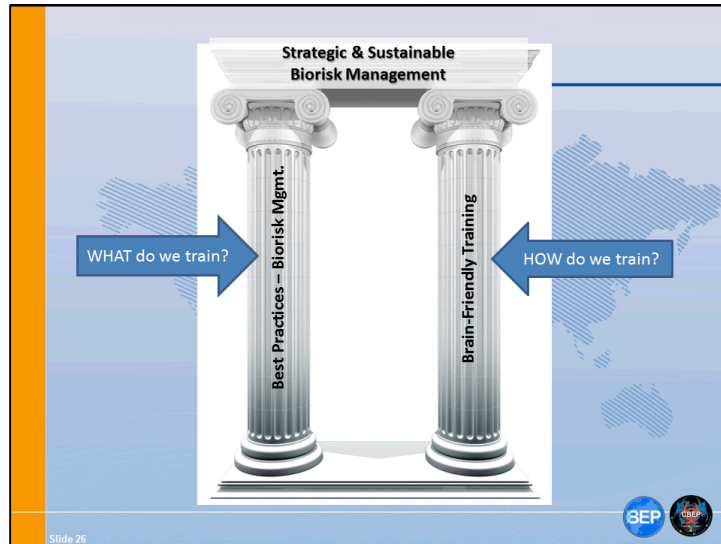 Strategic & Sustainable
Biorisk Management
WHAT do we train?
Best Practices – Biorisk Mgmt.
Brain-Friendly Training
HOW do we train?
BEP
CBEP
Slide 26